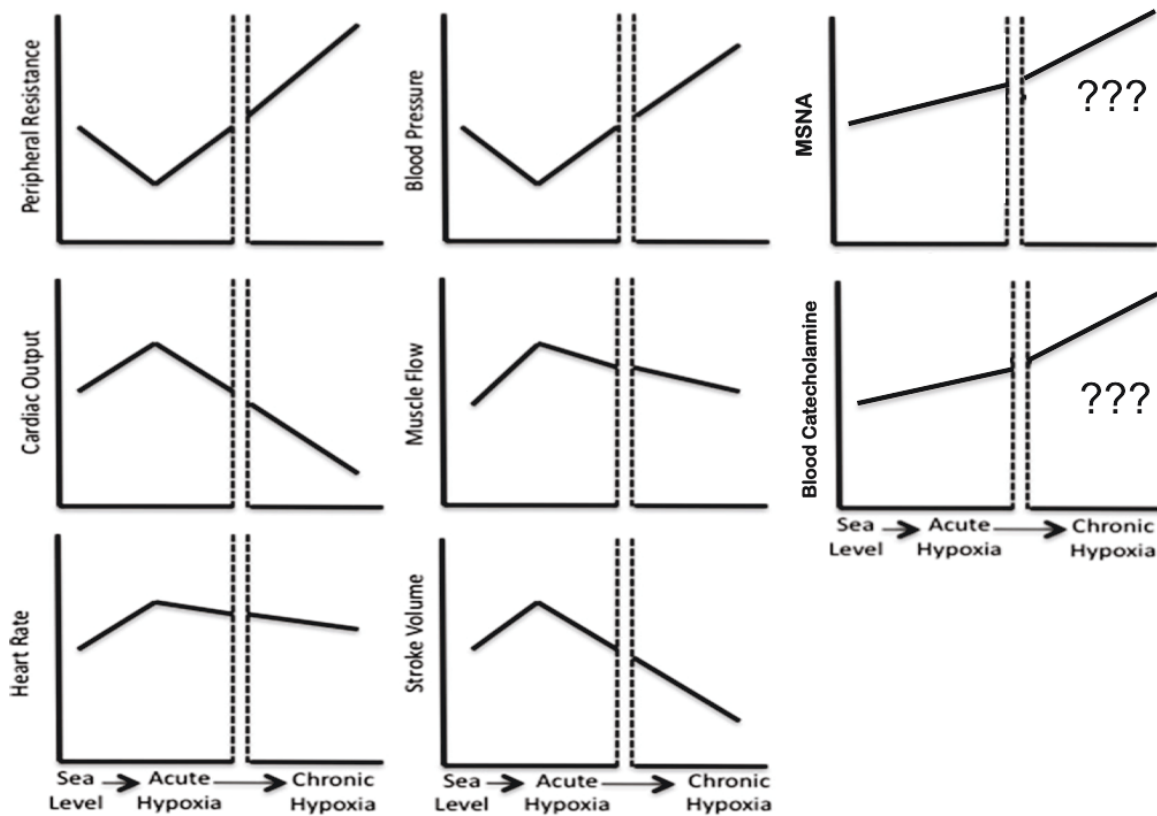 Peripheral Resistance
Blood Pressure
MSNA
???
Cardiac Output
Muscle Flow
Blood Catecholamine
???
Sea
Level
Acute
Hypoxia
Chronic
Hypoxia
Heart Rate
Stroke Volume
Sea
Level
Acute
Hypoxia
Chronic
Hypoxia
Sea
Level
Acute
Hypoxia
Chronic
Hypoxia